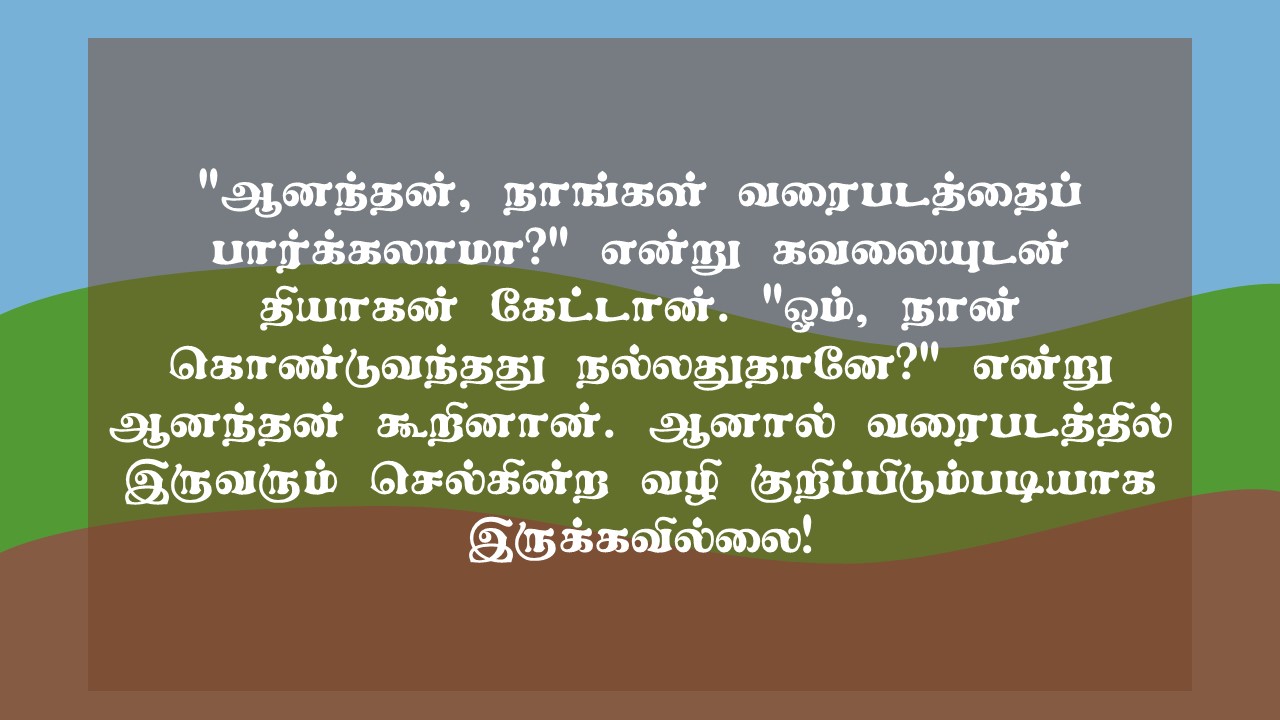 "ஆனந்தன், நாங்கள் வரைபடத்தைப்
பார்க்கலாமா?" என்று கவலையுடன்
தியாகன் கேட்டான். "ஓம், நான்
கொண்டுவந்தது நல்லதுதானே?" என்று
ஆனந்தன் கூறினான். ஆனால் வரைபடத்தில்
இருவரும் செல்கின்ற வழி குறிப்பிடும்படியாக
இருக்கவில்லை!